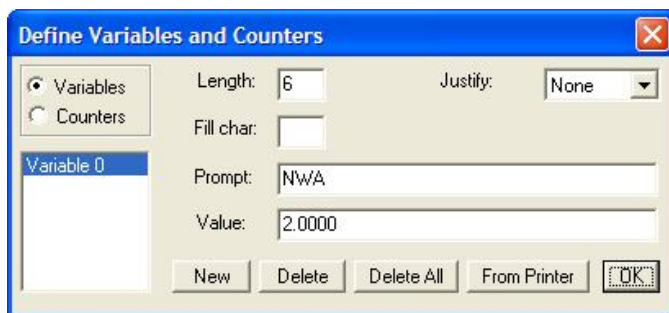 Define Variables and Counters
Variables
Counters
Length: 6
Justify: None
Fill char:
Variable 0
Prompt: NWA
Value: 2.0000
New Delete Delete All From Printer OK